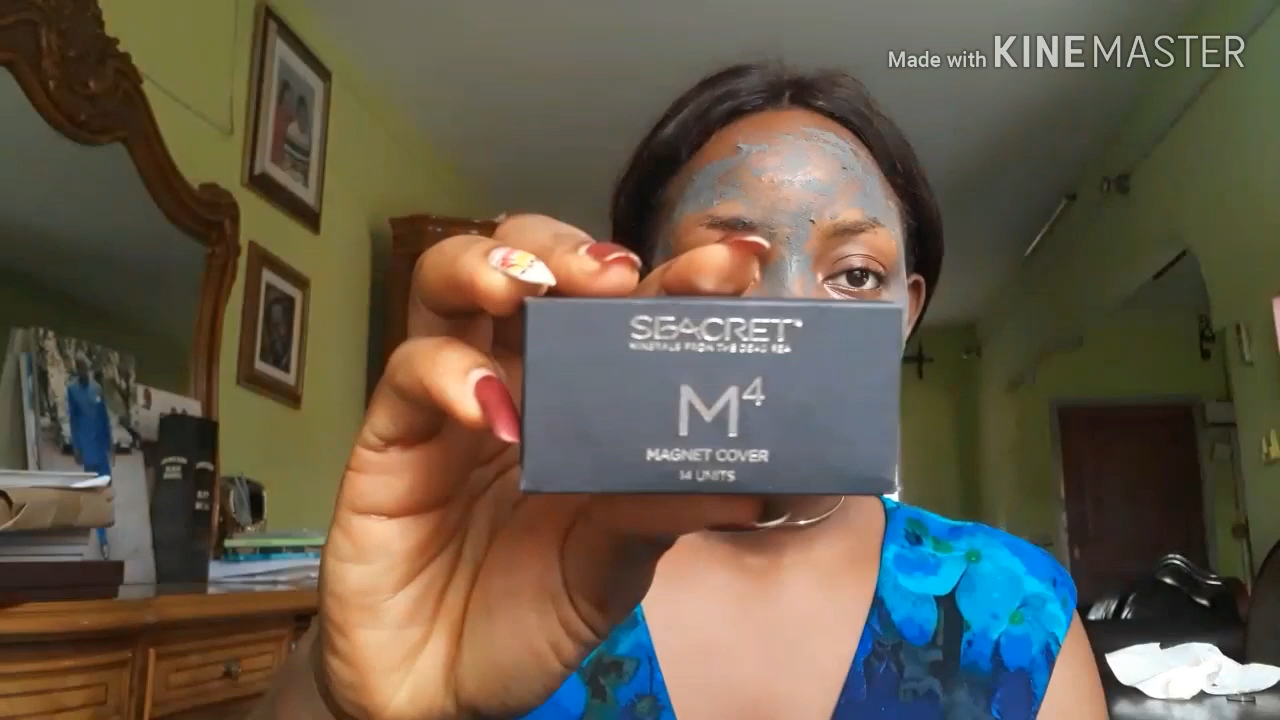 Made with KINEMASTER
SEACRET
MINERALS FROM THE DEAD SEA
M⁴
MAGNET COVER
14 UNITS